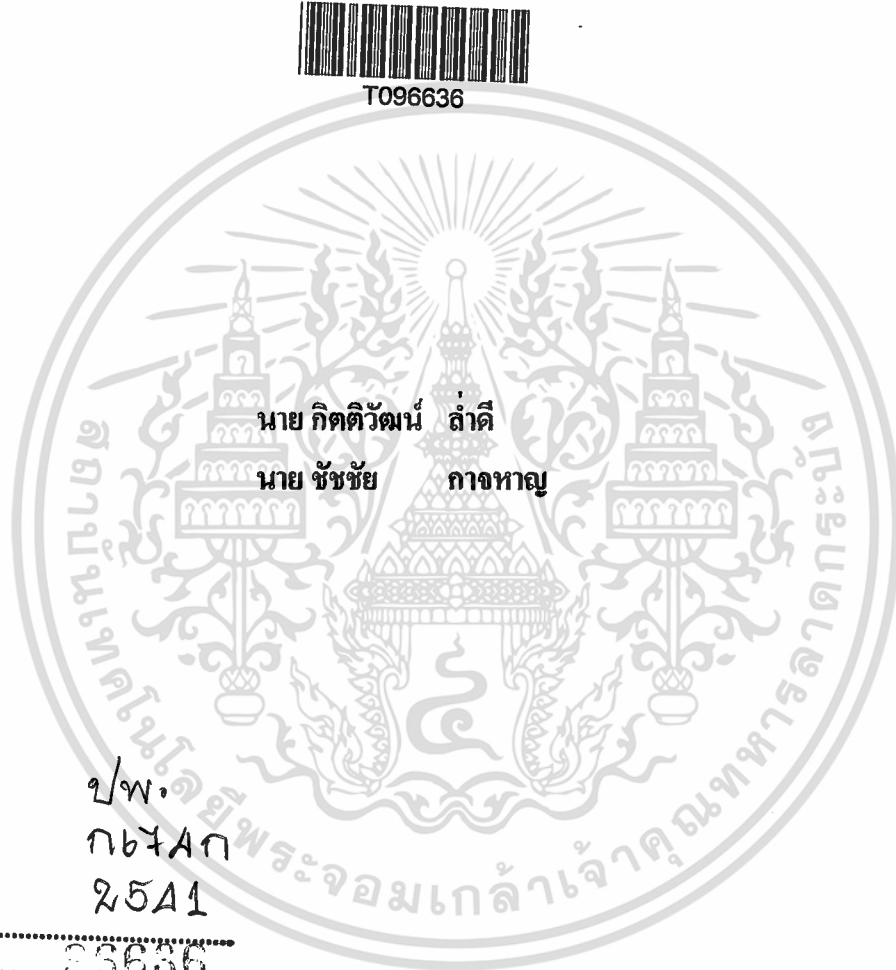 T096636
นาย กิตติวัฒน์ ล่ำดี
นาย ชัชชัย กาจหาญ
สถาบันเทคโนโลยีพระจอมเกล้าเจ้าคุณทหารลาดกระบัง
ปพ.
2541